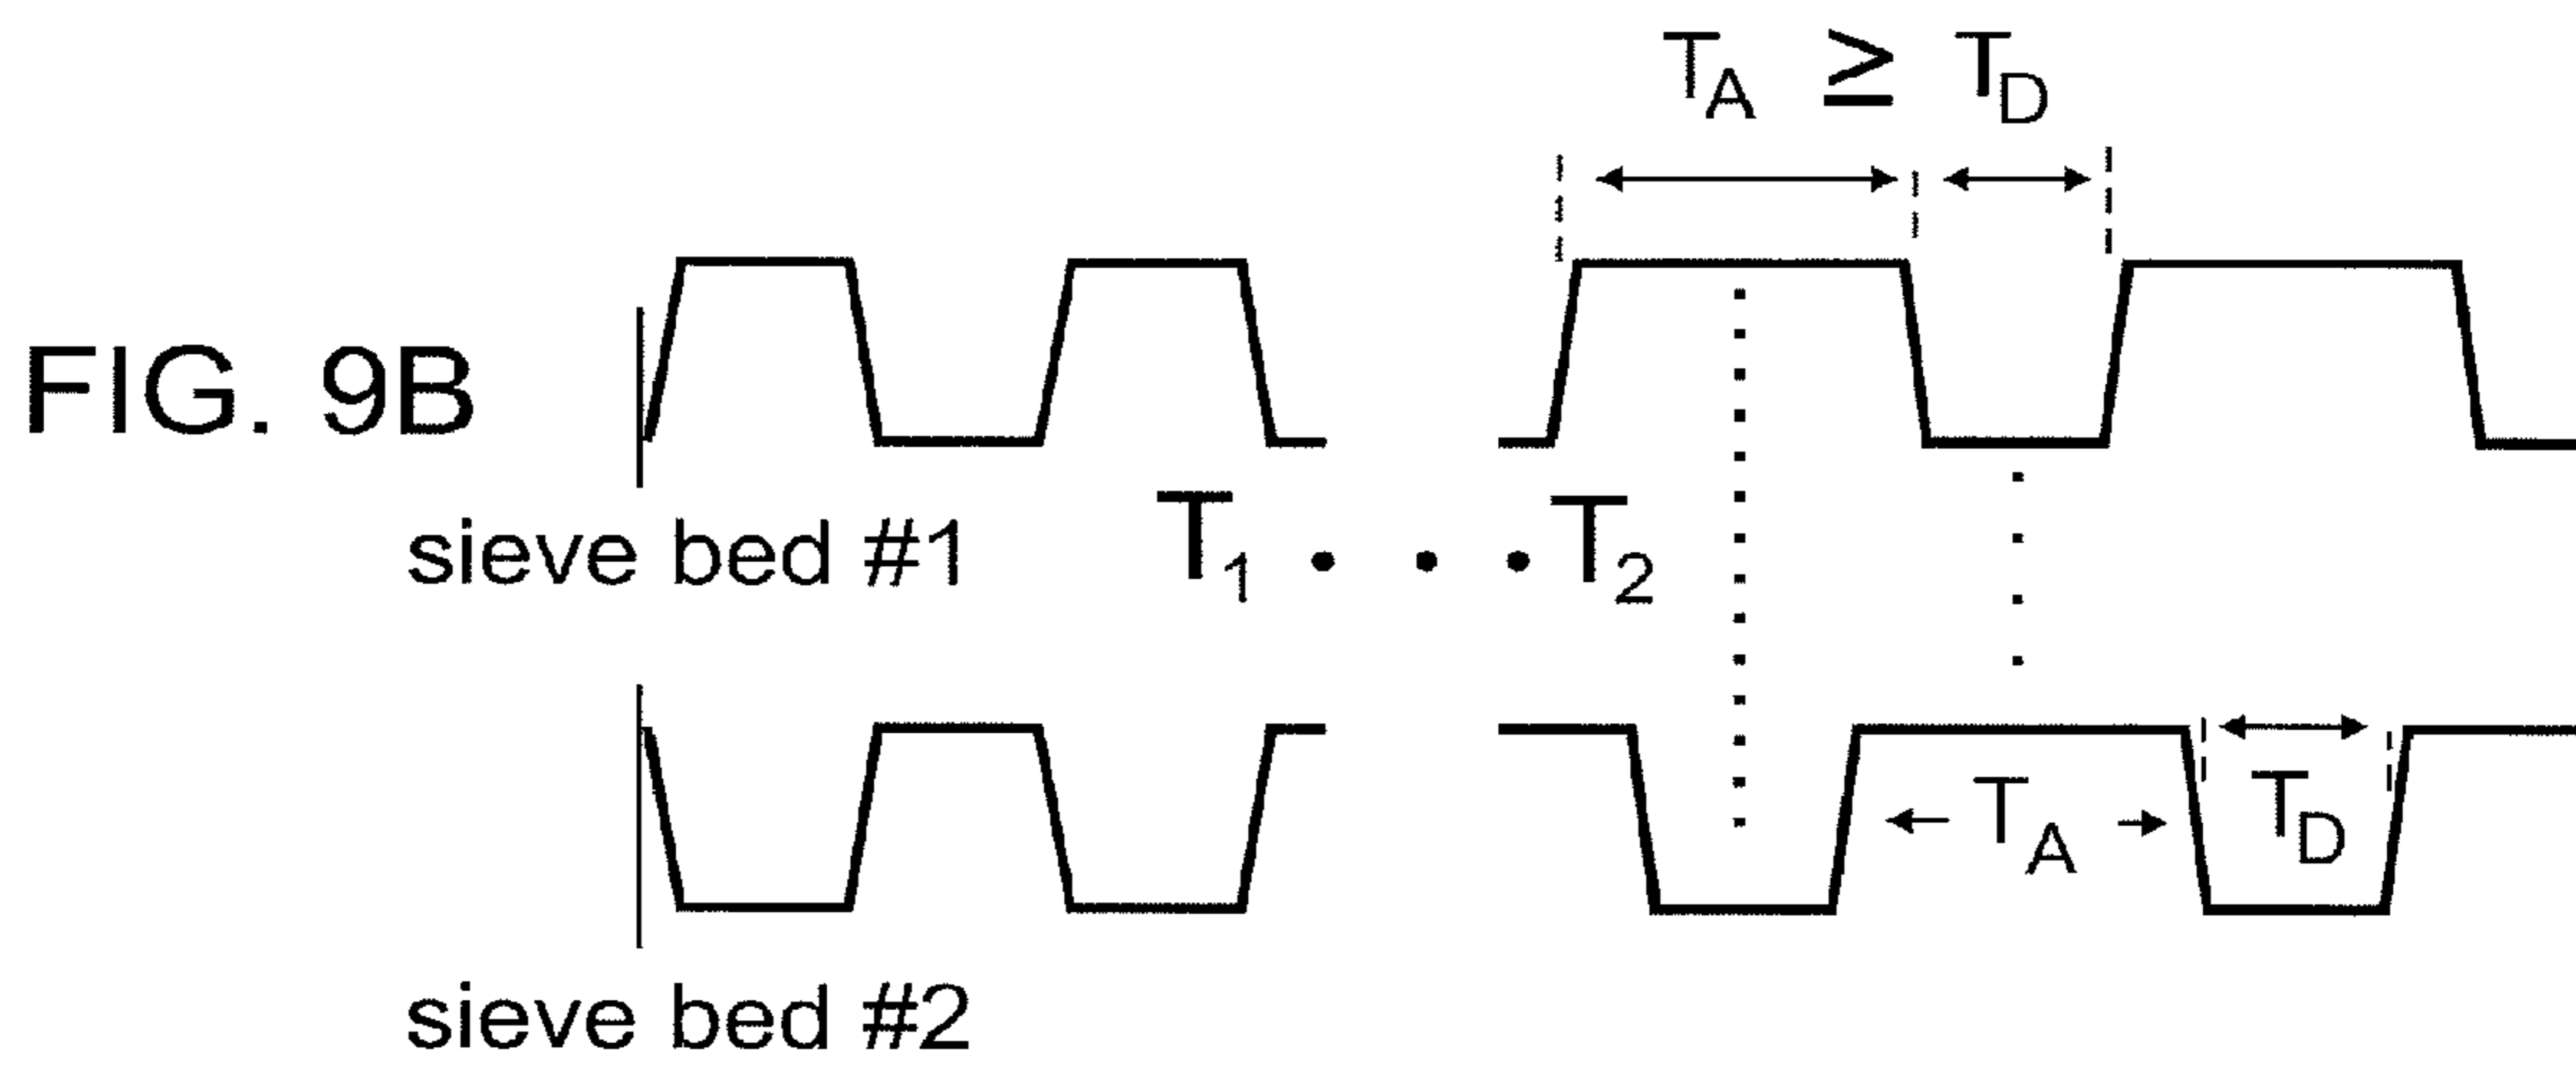 T_A ≥ T_D
FIG. 9B
sieve bed #1
T_1 . . . T_2
T_A
T_D
sieve bed #2